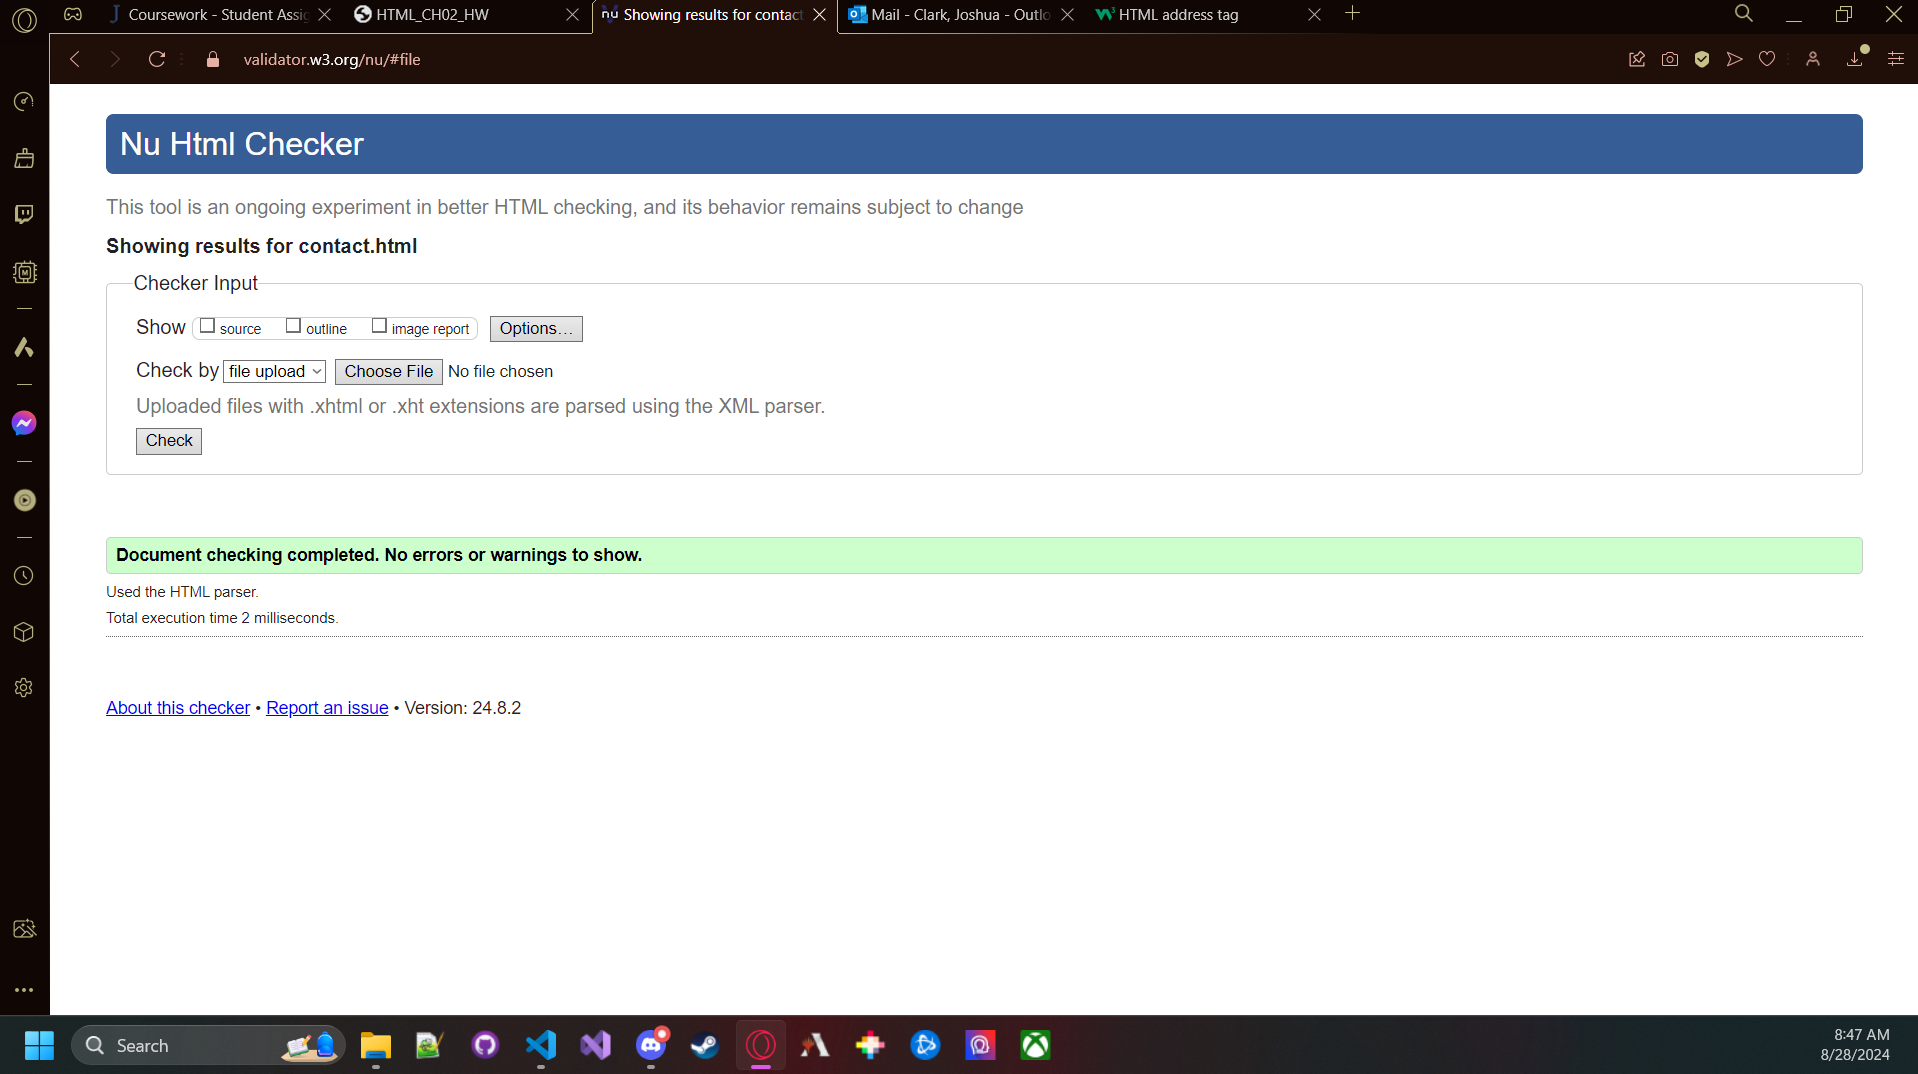 Coursework - Student Assig
HTML_CH02_HW
nu Showing results for contact
Mail - Clark, Joshua - Outlo
HTML address tag
validator.w3.org/nu/#file
Nu Html Checker
This tool is an ongoing experiment in better HTML checking, and its behavior remains subject to change
Showing results for contact.html
Checker Input
Show source outline image report Options…
Check by file upload Choose File No file chosen
Uploaded files with .xhtml or .xht extensions are parsed using the XML parser.
Check
Document checking completed. No errors or warnings to show.
Used the HTML parser.
Total execution time 2 milliseconds.
About this checker • Report an issue • Version: 24.8.2
Search
8:47 AM
8/28/2024